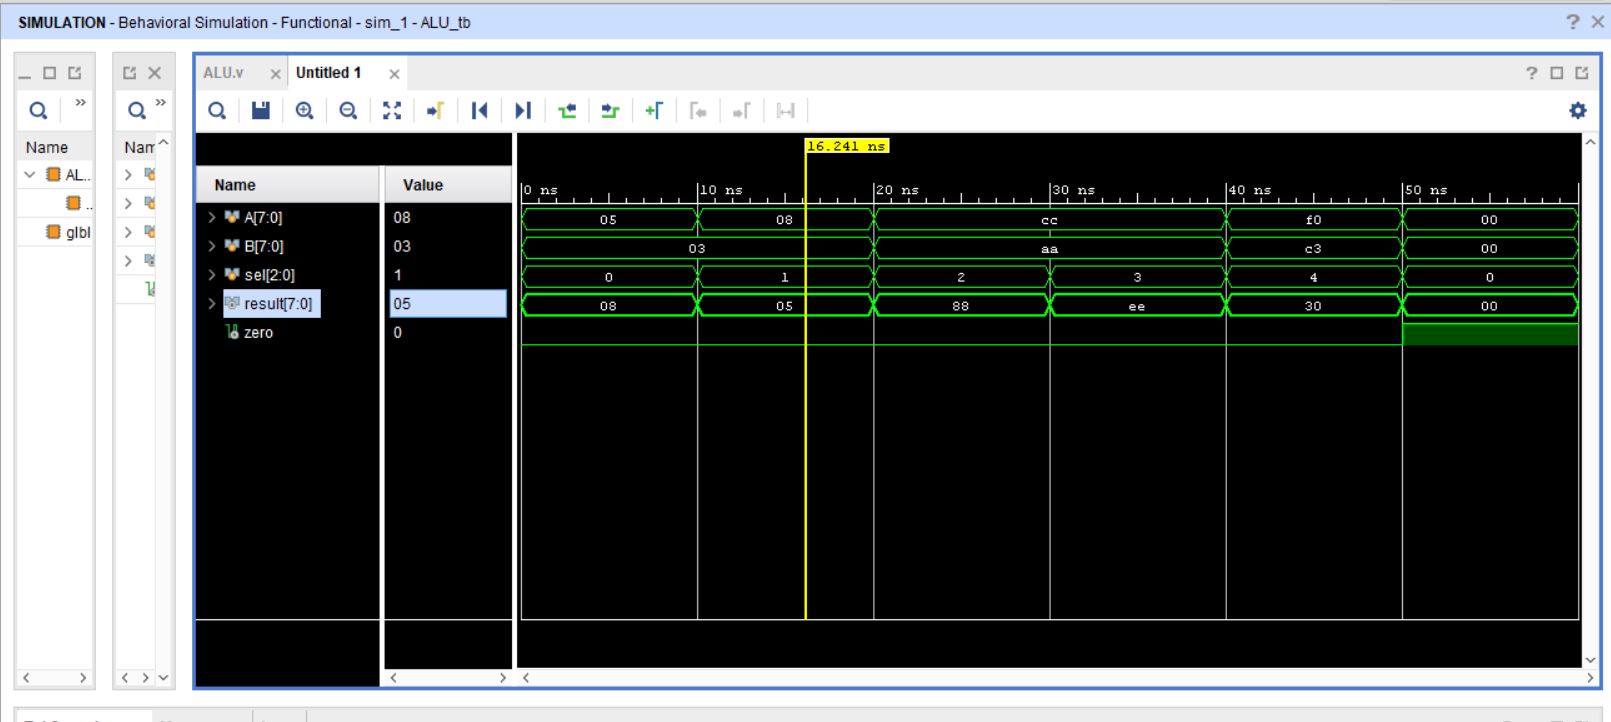 SIMULATION - Behavioral Simulation - Functional - sim_1 - ALU_tb
ALU.v
Untitled 1
Name
AL..
..
glbl
Nam
Name
A[7:0]
B[7:0]
sel[2:0]
result[7:0]
zero
Value
08
03
1
05
0
16.241 ns
0 ns 10 ns 20 ns 30 ns 40 ns 50 ns
05 08 cc f0 00
03 aa c3 00
0 1 2 3 4 0
08 05 88 ee 30 00